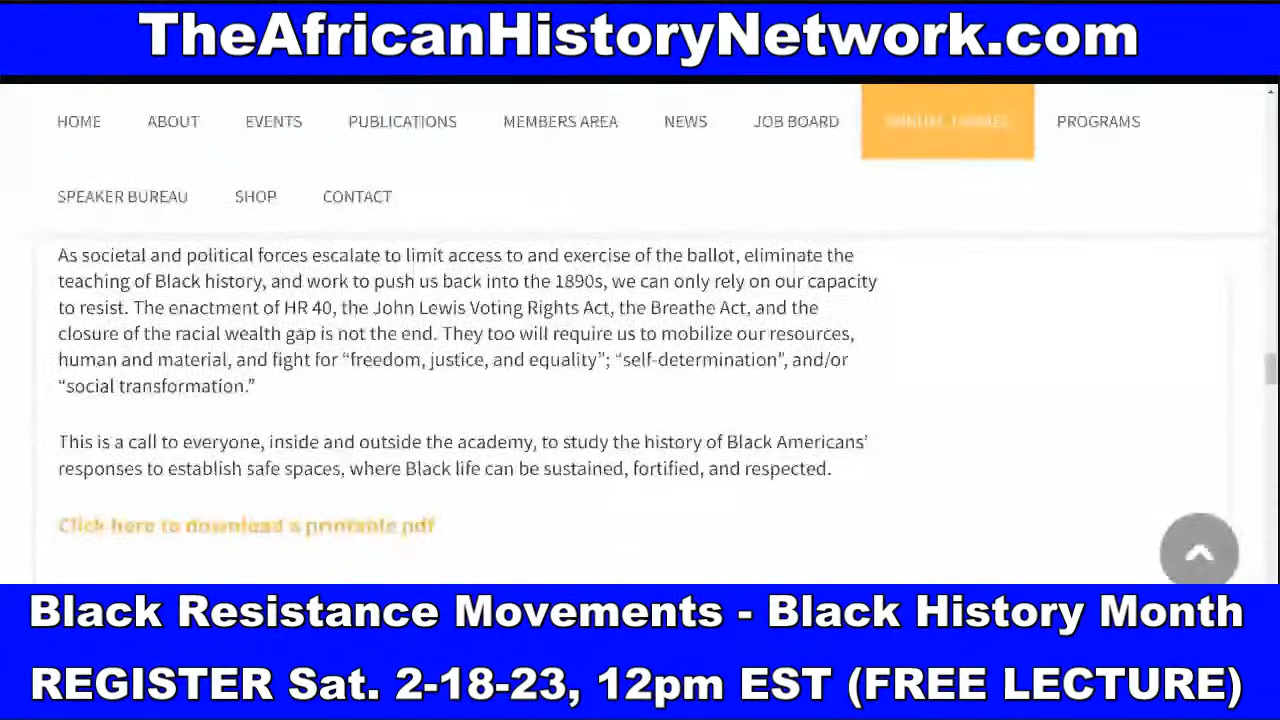 TheAfricanHistoryNetwork.com
HOME ABOUT EVENTS PUBLICATIONS MEMBERS AREA NEWS JOB BOARD ANNUAL THEMES PROGRAMS
SPEAKER BUREAU SHOP CONTACT
As societal and political forces escalate to limit access to and exercise of the ballot, eliminate the
teaching of Black history, and work to push us back into the 1890s, we can only rely on our capacity
to resist. The enactment of HR 40, the John Lewis Voting Rights Act, the Breathe Act, and the
closure of the racial wealth gap is not the end. They too will require us to mobilize our resources,
human and material, and fight for “freedom, justice, and equality”; “self-determination”, and/or
“social transformation.”
This is a call to everyone, inside and outside the academy, to study the history of Black Americans’
responses to establish safe spaces, where Black life can be sustained, fortified, and respected.
Click here to download a printable pdf
Black Resistance Movements - Black History Month
REGISTER Sat. 2-18-23, 12pm EST (FREE LECTURE)